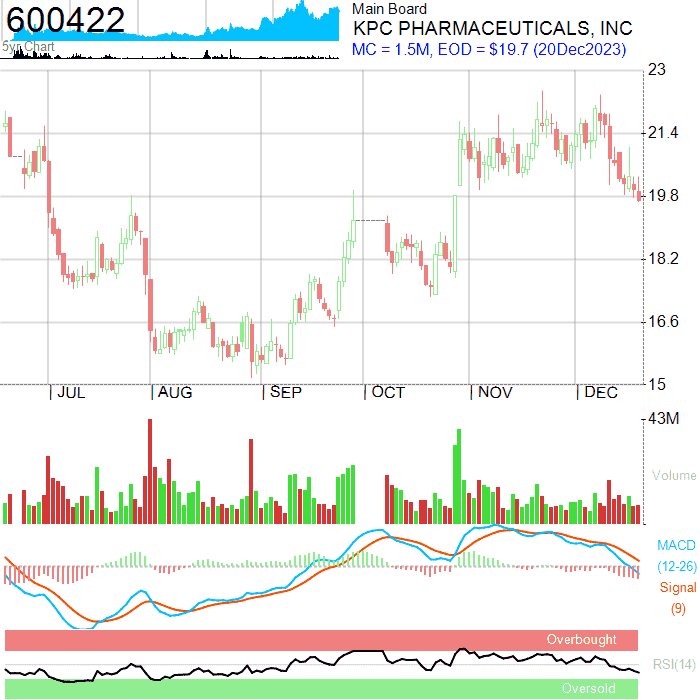 600422
5yr Chart
Main Board
KPC PHARMACEUTICALS, INC
MC = 1.5M, EOD = $19.7 (20Dec2023)
23
21.4
19.8
18.2
16.6
15
JUL AUG SEP OCT NOV DEC
43M
Volume
MACD
(12-26)
Signal
(9)
Overbought
RSI(14)
Oversold